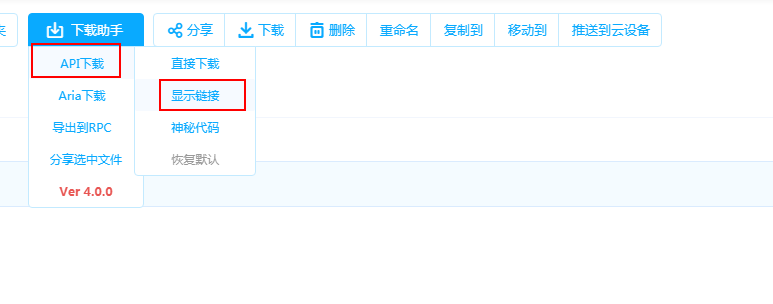 夹 下载助手 分享 下载 删除 重命名 复制到 移动到 推送到云设备
API下载 直接下载
Aria下载 显示链接
导出到RPC 神秘代码
分享选中文件 恢复默认
Ver 4.0.0